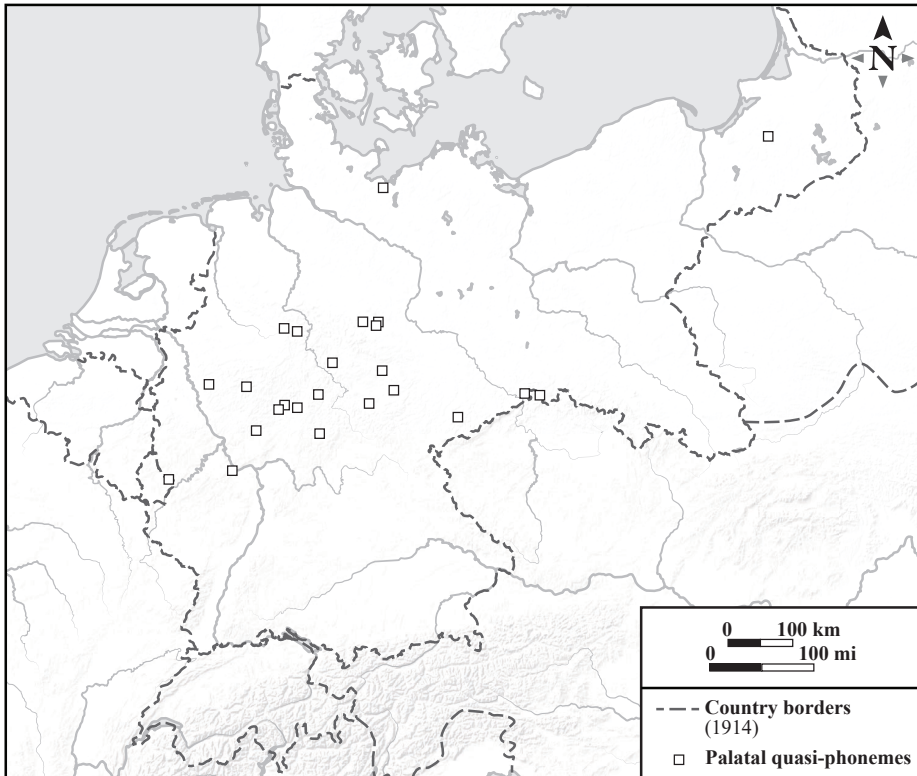 N
0 100 km
0 100 mi
Country borders
(1914)
Palatal quasi-phonemes